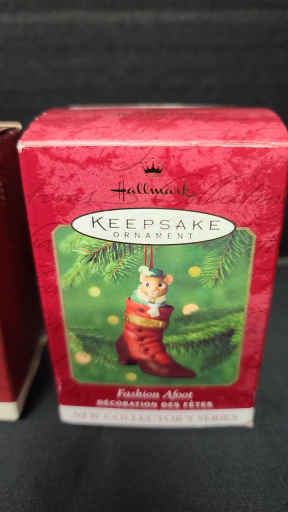 Hallmark
KEEPSAKE
ORNAMENT
Fashion Afoot
DÉCORATION DES FÊTES
NEW COLLECTOR'S SERIES